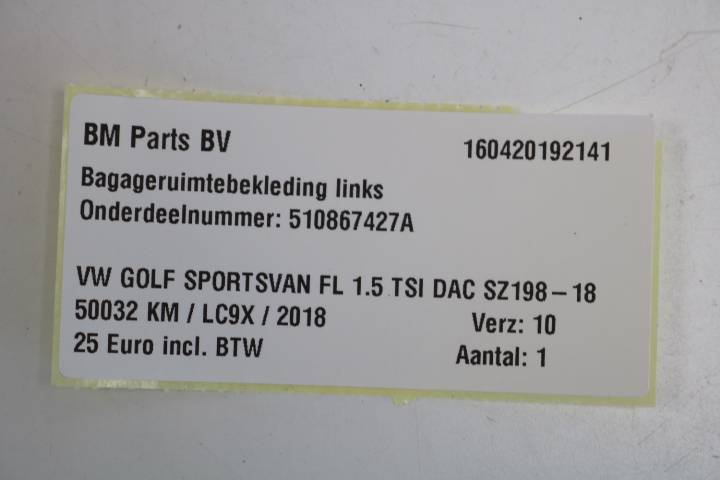 BM Parts BV 160420192141
Bagageruimtebekleding links
Onderdeelnummer: 510867427A
VW GOLF SPORTSVAN FL 1.5 TSI DAC SZ198-18
50032 KM / LC9X / 2018 Verz: 10
25 Euro incl. BTW Aantal: 1